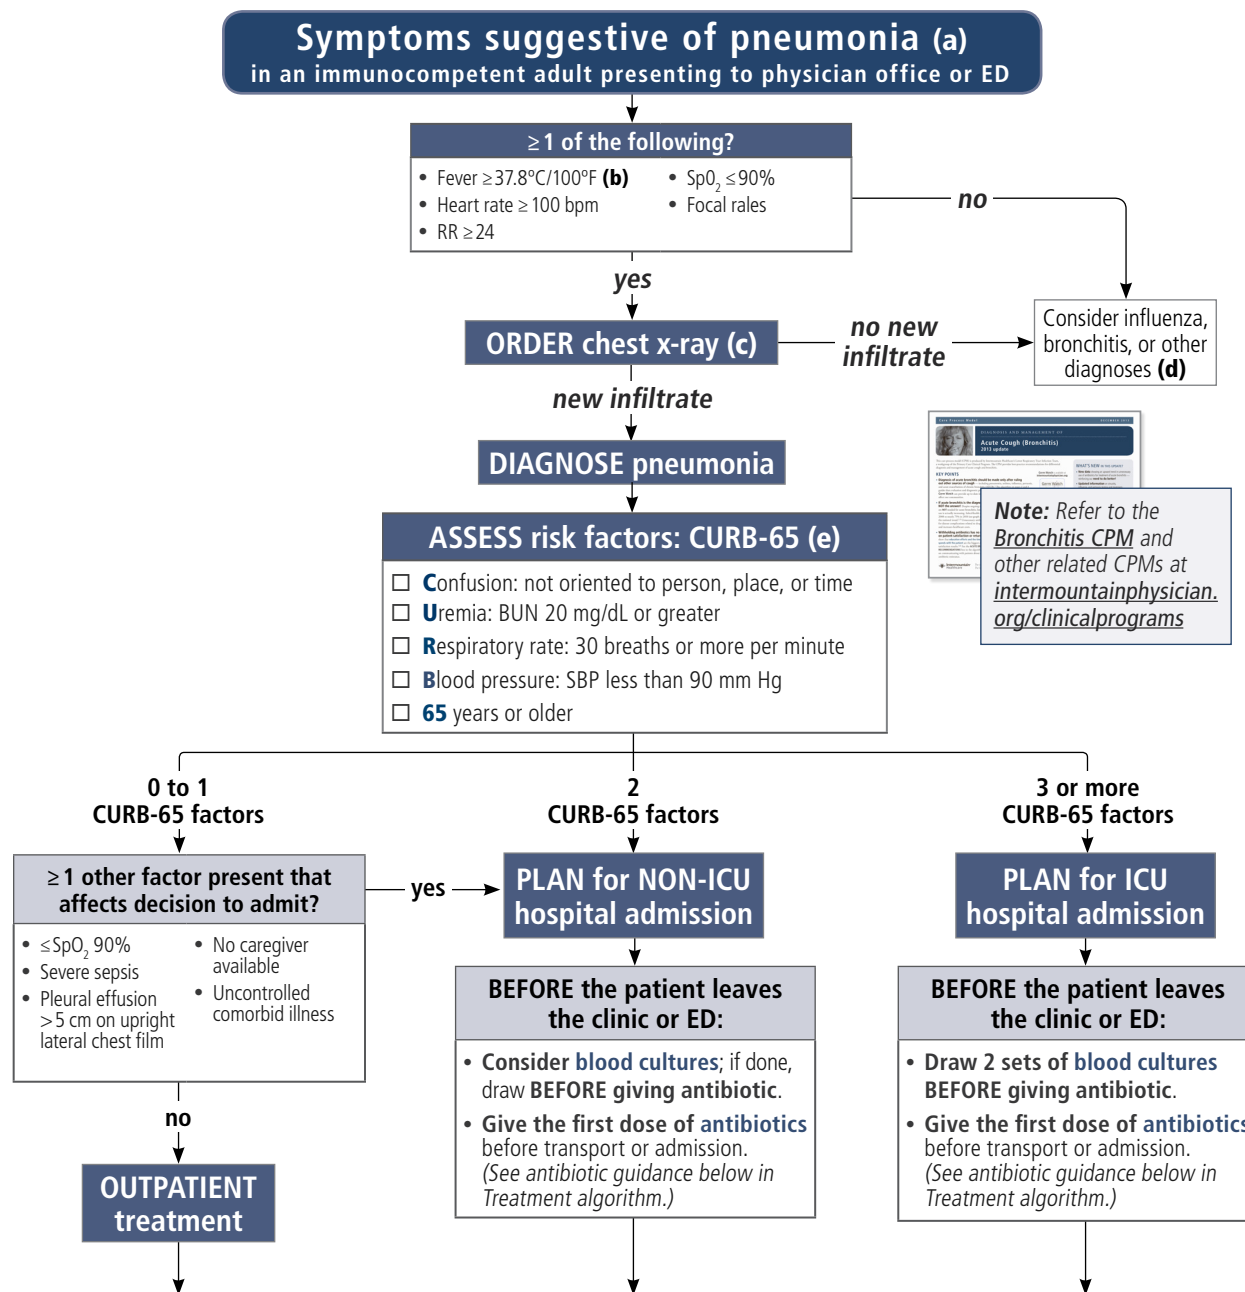 Symptoms suggestive of pneumonia (a)
in an immunocompetent adult presenting to physician office or ED
≥1 of the following?
• Fever ≥37.8ºC/100ºF (b)
• Heart rate ≥100 bpm
• RR ≥24
• SpO₂ ≤90%
• Focal rales
no
yes
ORDER chest x-ray (c)
no new
infiltrate
Consider influenza,
bronchitis, or other
diagnoses (d)
new infiltrate
DIAGNOSE pneumonia
Acute Cough (Bronchitis)
2013 update
KEY POINTS
Note: Refer to the
Bronchitis CPM and
other related CPMs at
intermountainphysician.
org/clinicalprograms
ASSESS risk factors: CURB-65 (e)
☐ Confusion: not oriented to person, place, or time
☐ Uremia: BUN 20 mg/dL or greater
☐ Respiratory rate: 30 breaths or more per minute
☐ Blood pressure: SBP less than 90 mm Hg
☐ 65 years or older
0 to 1
CURB-65 factors
2
CURB-65 factors
3 or more
CURB-65 factors
≥1 other factor present that
affects decision to admit?
• ≤SpO₂ 90%
• Severe sepsis
• Pleural effusion
>5 cm on upright
lateral chest film
• No caregiver
available
• Uncontrolled
comorbid illness
yes
no
OUTPATIENT
treatment
PLAN for NON-ICU
hospital admission
BEFORE the patient leaves
the clinic or ED:
• Consider blood cultures; if done,
draw BEFORE giving antibiotic.
• Give the first dose of antibiotics
before transport or admission.
(See antibiotic guidance below in
Treatment algorithm.)
PLAN for ICU
hospital admission
BEFORE the patient leaves
the clinic or ED:
• Draw 2 sets of blood cultures
BEFORE giving antibiotic.
• Give the first dose of antibiotics
before transport or admission.
(See antibiotic guidance below in
Treatment algorithm.)